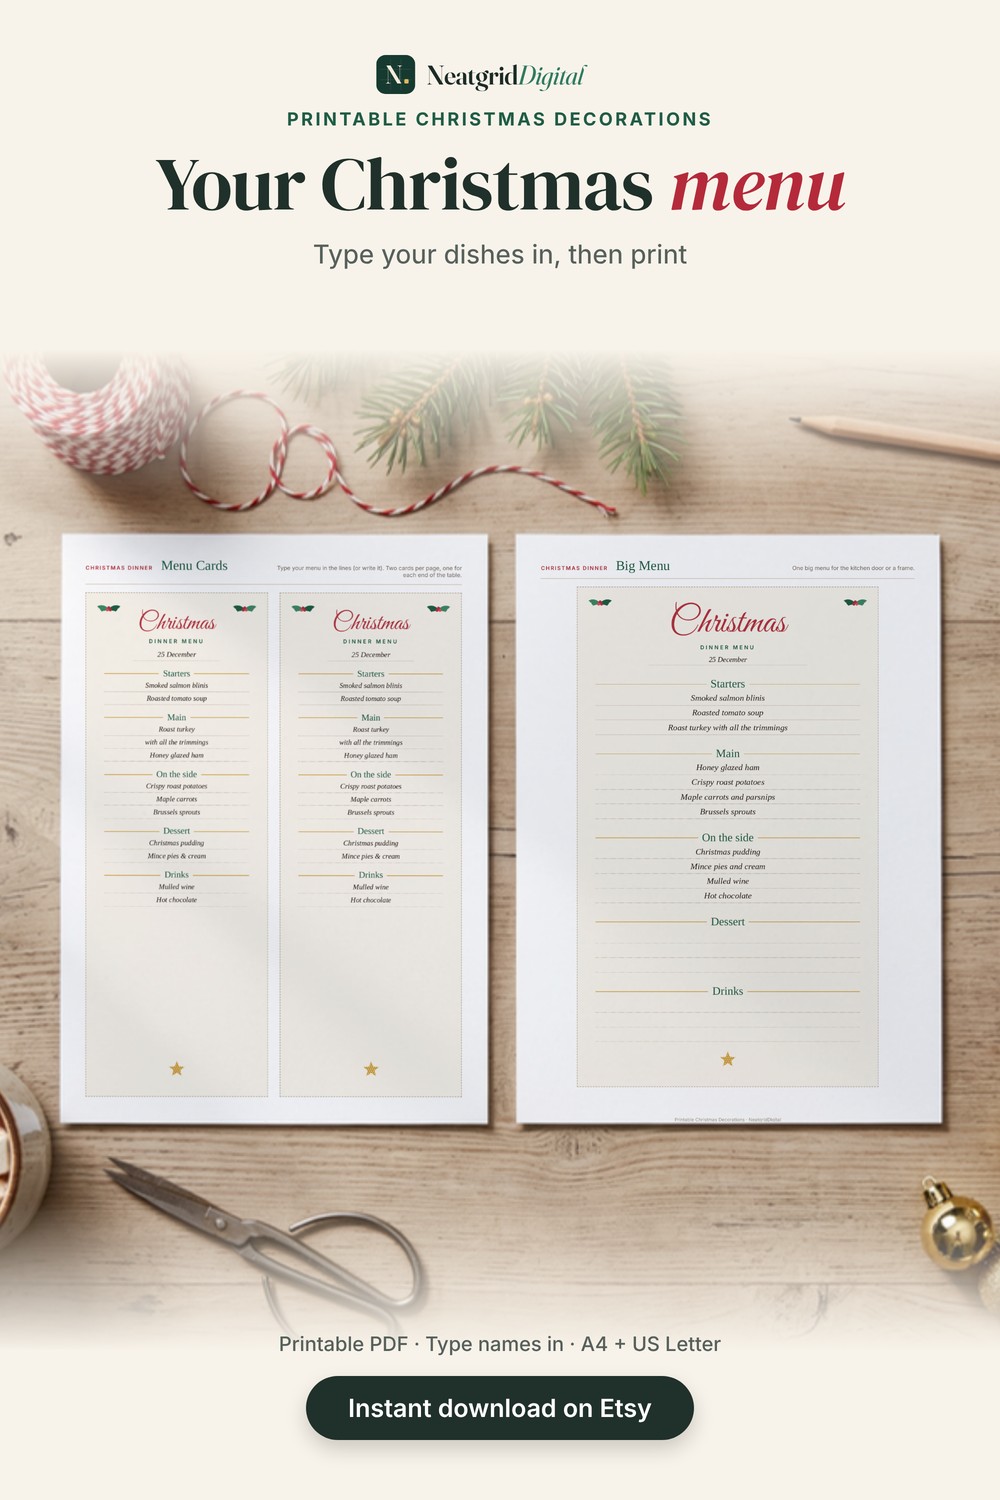 N. NeatgridDigital
PRINTABLE CHRISTMAS DECORATIONS
Your Christmas menu
Type your dishes in, then print
CHRISTMAS DINNER Menu Cards
Type your menu in the lines (or write it). Two cards per page, one for
each end of the table.
Christmas
DINNER MENU
25 December
Starters
Smoked salmon blinis
Roasted tomato soup
Main
Roast turkey
with all the trimmings
Honey glazed ham
On the side
Crispy roast potatoes
Maple carrots
Brussels sprouts
Dessert
Christmas pudding
Mince pies & cream
Drinks
Mulled wine
Hot chocolate
Christmas
DINNER MENU
25 December
Starters
Smoked salmon blinis
Roasted tomato soup
Main
Roast turkey
with all the trimmings
Honey glazed ham
On the side
Crispy roast potatoes
Maple carrots
Brussels sprouts
Dessert
Christmas pudding
Mince pies & cream
Drinks
Mulled wine
Hot chocolate
CHRISTMAS DINNER Big Menu
One big menu for the kitchen door or a frame.
Christmas
DINNER MENU
25 December
Starters
Smoked salmon blinis
Roasted tomato soup
Roast turkey with all the trimmings
Main
Honey glazed ham
Crispy roast potatoes
Maple carrots and parsnips
Brussels sprouts
On the side
Christmas pudding
Mince pies and cream
Mulled wine
Hot chocolate
Dessert
Drinks
Printable Christmas Decorations · NeatgridDigital
Printable PDF · Type names in · A4 + US Letter
Instant download on Etsy